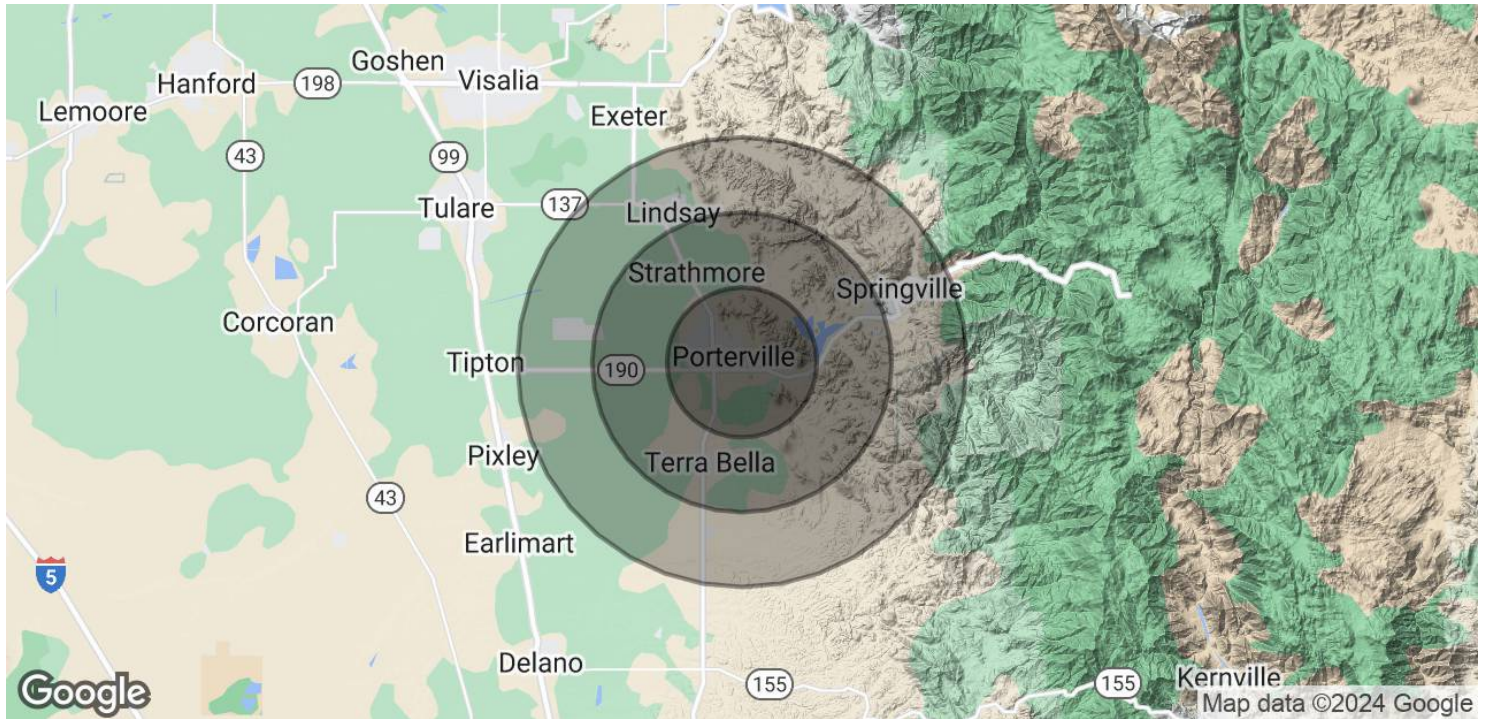 Goshen
Visalia
Hanford
198
Lemoore
Exeter
43
99
137
Tulare
Lindsay
Strathmore
Springville
Corcoran
Porterville
Tipton
190
Pixley
Terra Bella
43
Earlimart
5
Delano
155
155
Kernville
Google
Map data ©2024 Google